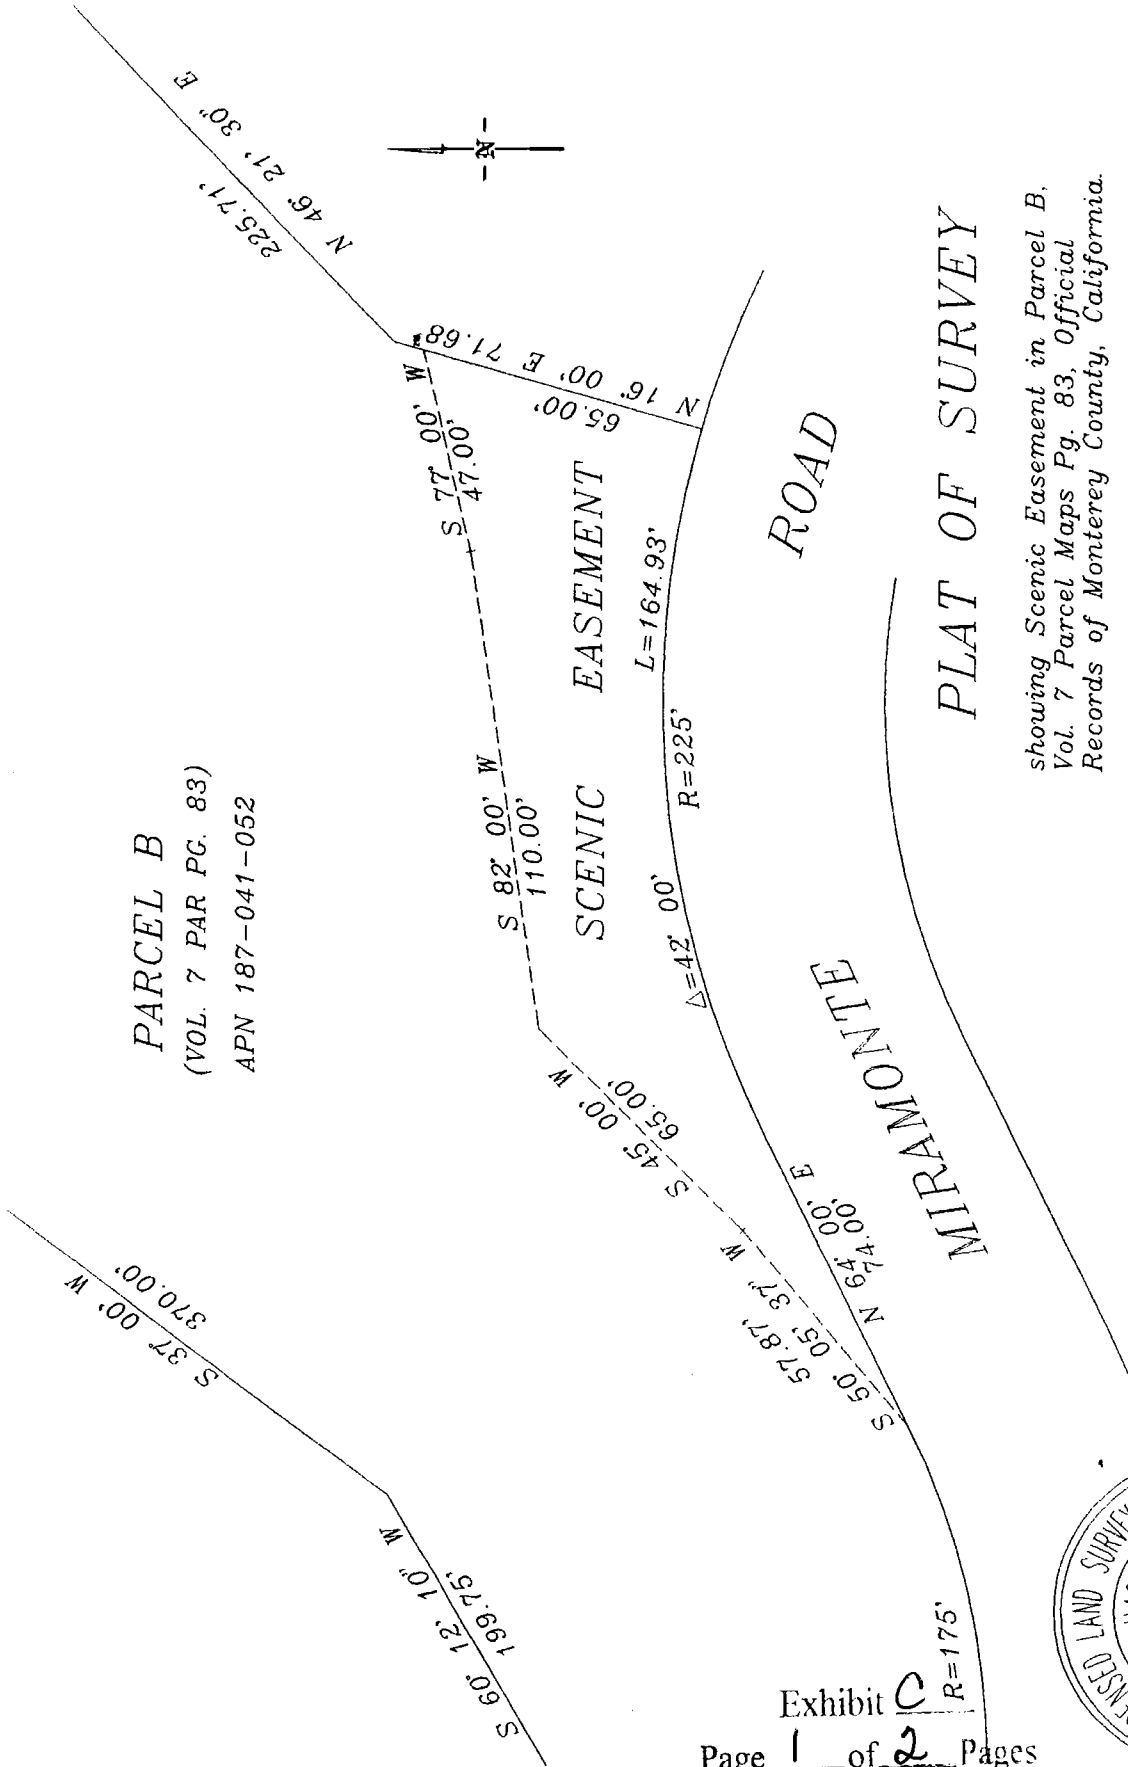 PARCEL B
(VOL. 7 PAR PG. 83)
APN 187-041-052
S 37° 00' W
370.00'
S 60° 12' 10" W
199.75'
N 46° 21' 30" E
225.71'
-N-
S 77° 00' W
47.00'
N 16° 00' E 71.68'
65.00'
S 82° 00' W
110.00'
SCENIC EASEMENT
S 45° 00' W
65.00'
57.87'
S 50° 05' 37" W
N 64° 00' E
74.00'
Δ=42° 00'
R=225'
L=164.93'
R=175'
MIRAMONTE ROAD
PLAT OF SURVEY
showing Scenic Easement in Parcel B,
Vol. 7 Parcel Maps Pg. 83, Official
Records of Monterey County, California.
LAND
Exhibit C
Page 1 of 2 Pages